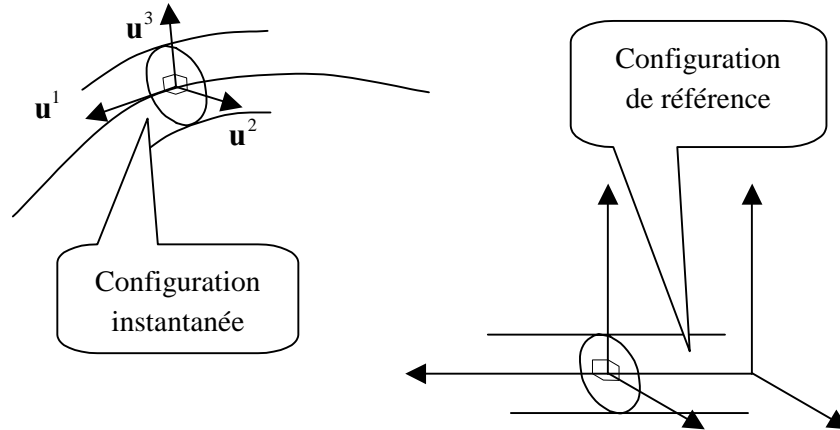 u³
u¹
u²
Configuration
instantanée
Configuration
de référence